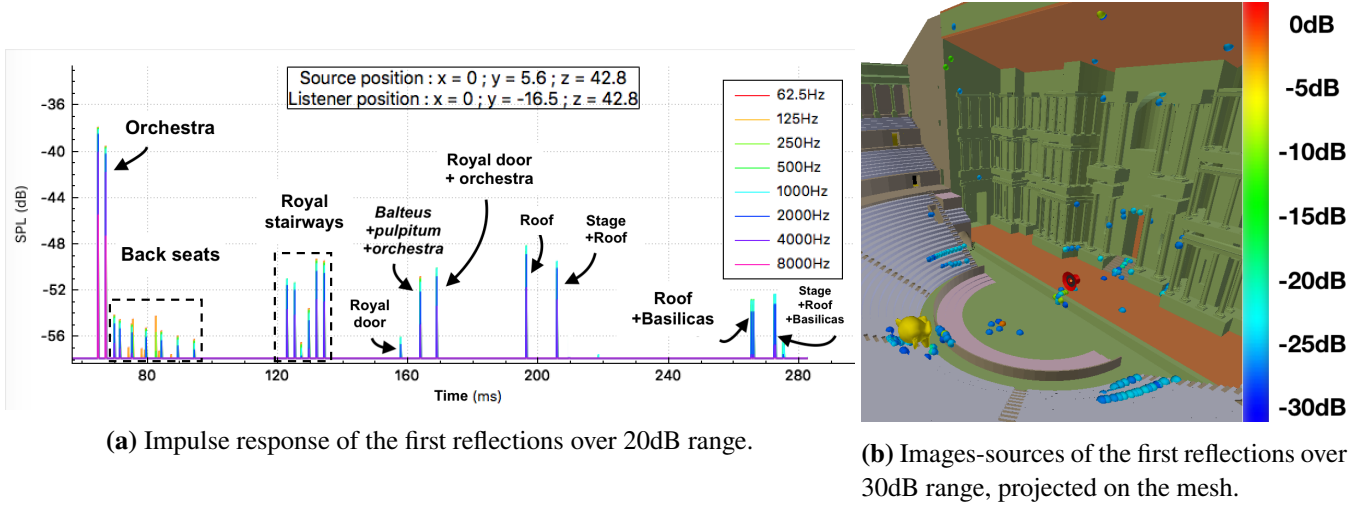 Source position : x = 0 ; y = 5.6 ; z = 42.8
Listener position : x = 0 ; y = -16.5 ; z = 42.8
SPL (dB)
-36
-40
-44
-48
-52
-56
Orchestra
Back seats
Royal
stairways
Royal
door
Balteus
+pulpitum
+orchestra
Royal door
+ orchestra
Roof
Stage
+Roof
Roof
+Basilicas
Stage
+Roof
+Basilicas
62.5Hz
125Hz
250Hz
500Hz
1000Hz
2000Hz
4000Hz
8000Hz
80
120
160
200
240
280
Time (ms)
(a) Impulse response of the first reflections over 20dB range.
0dB
-5dB
-10dB
-15dB
-20dB
-25dB
-30dB
(b) Images-sources of the first reflections over
30dB range, projected on the mesh.